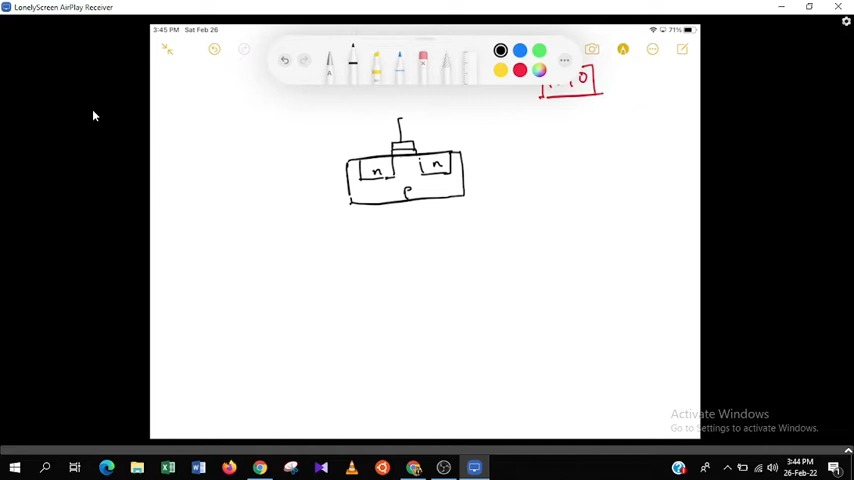 LonelyScreen AirPlay Receiver
3:45 PM Sat Feb 26
71%
A
n
n
P
Activate Windows
Go to Settings to activate Windows.
3:44 PM
26-Feb-22